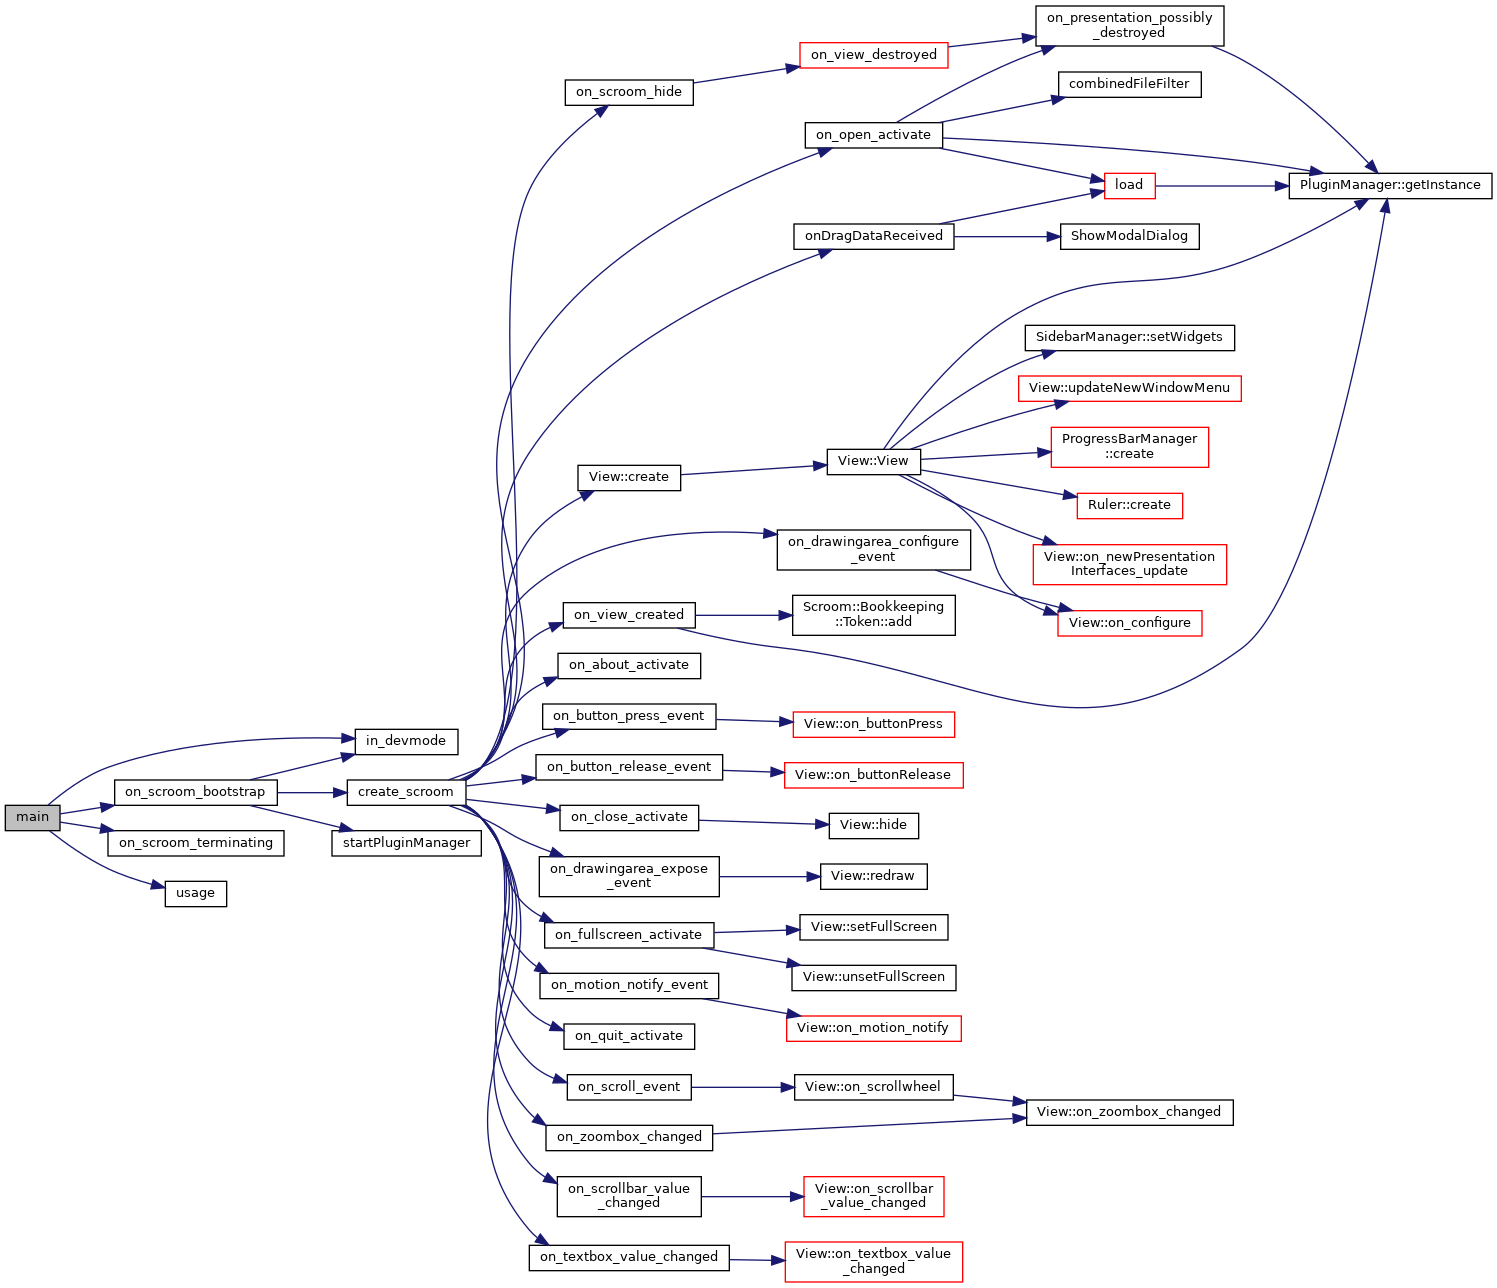 main
in_devmode
on_scroom_bootstrap
create_scroom
startPluginManager
on_scroom_terminating
usage
on_scroom_hide
on_view_destroyed
on_presentation_possibly
_destroyed
combinedFileFilter
on_open_activate
load
PluginManager::getInstance
onDragDataReceived
ShowModalDialog
View::create
View::View
SidebarManager::setWidgets
View::updateNewWindowMenu
ProgressBarManager
::create
Ruler::create
View::on_newPresentation
Interfaces_update
View::on_configure
on_drawingarea_configure
_event
on_view_created
Scroom::Bookkeeping
::Token::add
on_about_activate
on_button_press_event
View::on_buttonPress
on_button_release_event
View::on_buttonRelease
on_close_activate
View::hide
on_drawingarea_expose
_event
View::redraw
on_fullscreen_activate
View::setFullScreen
View::unsetFullScreen
on_motion_notify_event
View::on_motion_notify
on_quit_activate
on_scroll_event
View::on_scrollwheel
View::on_zoombox_changed
on_zoombox_changed
on_scrollbar_value
_changed
View::on_scrollbar
_value_changed
on_textbox_value_changed
View::on_textbox_value
_changed